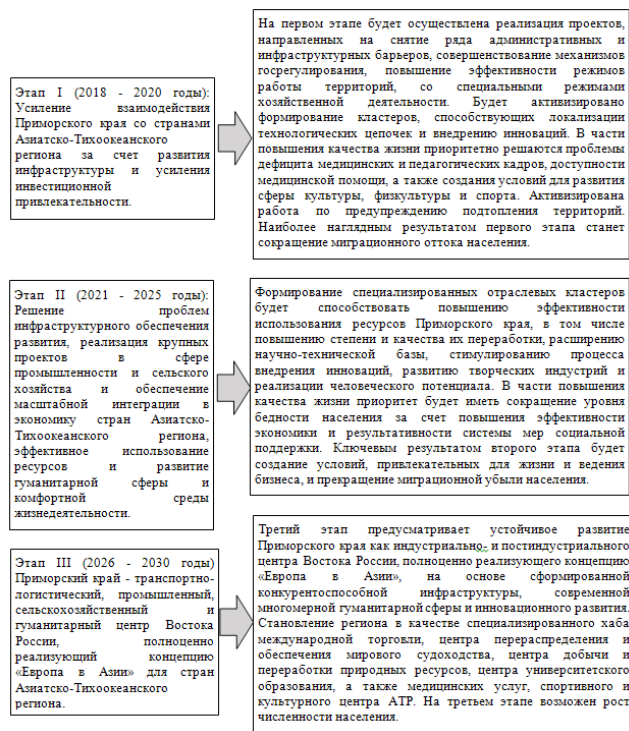 Этап I (2018 - 2020 годы):
Усиление взаимодействия
Приморского края со странами
Азиатско-Тихоокеанского
региона за счет развития
инфраструктуры и усиления
инвестиционной
привлекательности.
На первом этапе будет осуществлена реализация проектов,
направленных на снятие ряда административных и
инфраструктурных барьеров, совершенствование механизмов
госрегулирования, повышение эффективности режимов
работы территорий, со специальными режимами
хозяйственной деятельности. Будет активизировано
формирование кластеров, способствующих локализации
технологических цепочек и внедрению инноваций. В части
повышения качества жизни приоритетно решаются проблемы
дефицита медицинских и педагогических кадров, доступности
медицинской помощи, а также создания условий для развития
сферы культуры, физкультуры и спорта. Активизирована
работа по предупреждению подтопления территорий.
Наиболее наглядным результатом первого этапа станет
сокращение миграционного оттока населения.
Этап II (2021 - 2025 годы):
Решение проблем
инфраструктурного обеспечения
развития, реализация крупных
проектов в сфере
промышленности и сельского
хозяйства и обеспечение
масштабной интеграции в
экономику стран Азиатско-
Тихоокеанского региона,
эффективное использование
ресурсов и развитие
гуманитарной сферы и
комфортной среды
жизнедеятельности.
Формирование специализированных отраслевых кластеров
будет способствовать повышению эффективности
использования ресурсов Приморского края, в том числе
повышению степени и качества их переработки, расширению
научно-технической базы, стимулированию процесса
внедрения инноваций, развитию творческих индустрий и
реализации человеческого потенциала. В части повышения
качества жизни приоритет будет иметь сокращение уровня
бедности населения за счет повышения эффективности
экономики и результативности системы мер социальной
поддержки. Ключевым результатом второго этапа будет
создание условий, привлекательных для жизни и ведения
бизнеса, и прекращение миграционной убыли населения.
Этап III (2026 - 2030 годы)
Приморский край - транспортно-
логистический, промышленный,
сельскохозяйственный и
гуманитарный центр Востока
России, полноценно
реализующий концепцию
«Европа в Азии» для стран
Азиатско-Тихоокеанского
региона.
Третий этап предусматривает устойчивое развитие
Приморского края как индустриально- и постиндустриального
центра Востока России, полноценно реализующего концепцию
«Европа в Азии», на основе сформированной
конкурентоспособной инфраструктуры, современной
многомерной гуманитарной сферы и инновационного развития.
Становление региона в качестве специализированного хаба
международной торговли, центра перераспределения и
обеспечения мирового судоходства, центра добычи и
переработки природных ресурсов, центра университетского
образования, а также медицинских услуг, спортивного и
культурного центра АТР. На третьем этапе возможен рост
численности населения.